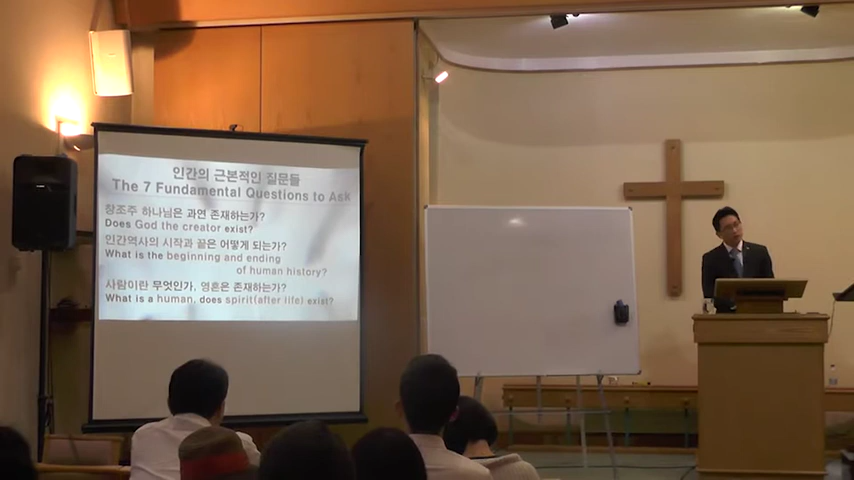 인간의 근본적인 질문들
The 7 Fundamental Questions to Ask
창조주 하나님은 과연 존재하는가?
Does God the creator exist?
인간역사의 시작과 끝은 어떻게 되는가?
What is the beginning and ending
of human history?
사람이란 무엇인가, 영혼은 존재하는가?
What is a human, does spirit(after life) exist?